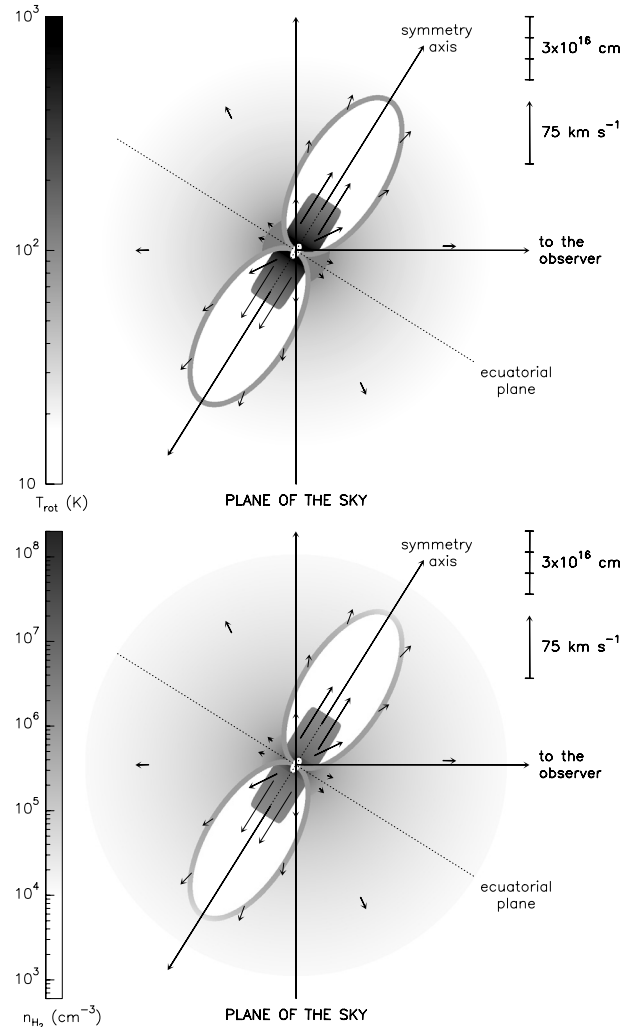 10³
symmetry
axis
3x10¹⁶ cm
75 km s⁻¹
10²
to the
observer
ecuatorial
plane
10
T_rot (K)
PLANE OF THE SKY
10⁸
symmetry
axis
3x10¹⁶ cm
10⁷
75 km s⁻¹
10⁶
to the
observer
10⁵
10⁴
ecuatorial
plane
10³
n_H₂ (cm⁻³)
PLANE OF THE SKY